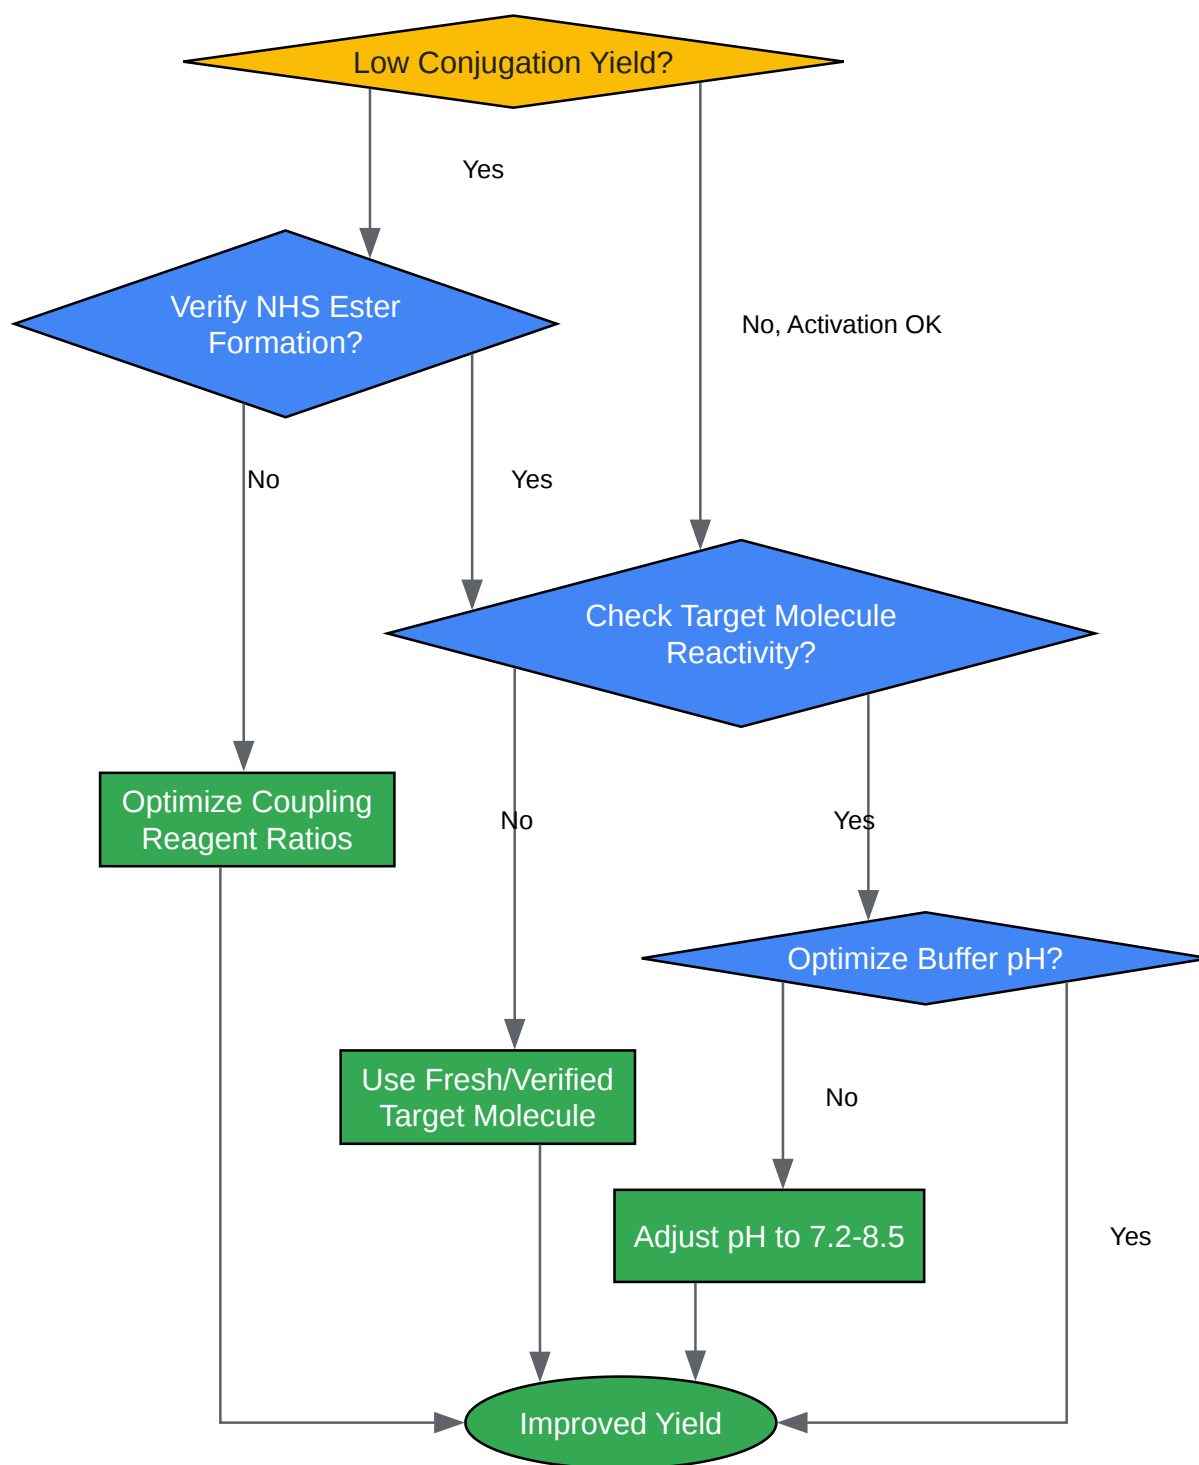 Low Conjugation Yield?
Yes
Verify NHS Ester
Formation?
No, Activation OK
No
Yes
Check Target Molecule
Reactivity?
Optimize Coupling
Reagent Ratios
No
Yes
Optimize Buffer pH?
Use Fresh/Verified
Target Molecule
No
Adjust pH to 7.2-8.5
Yes
Improved Yield